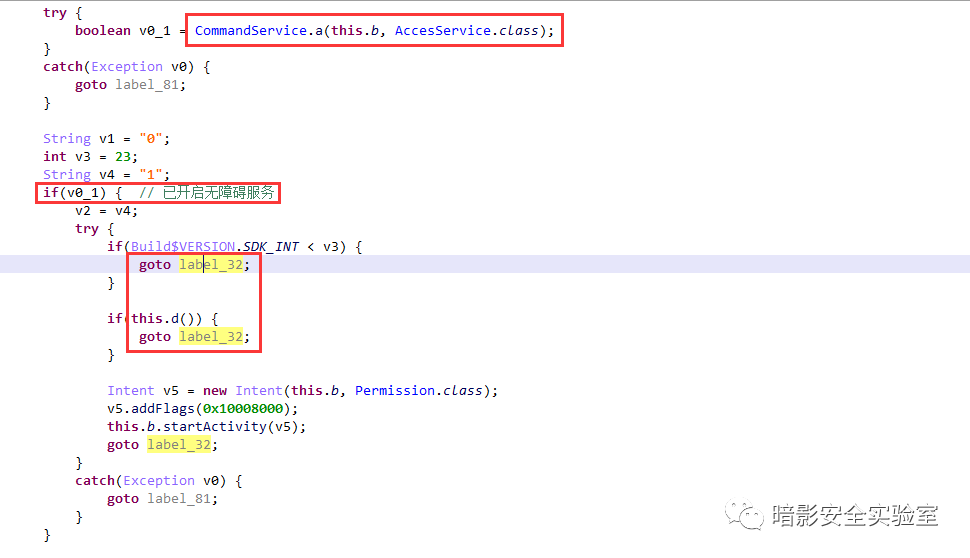 try {
boolean v0_1 = CommandService.a(this.b, AccesService.class);
}
catch(Exception v0) {
goto label_81;
}
String v1 = "0";
int v3 = 23;
String v4 = "1";
if(v0_1) { // 已开启无障碍服务
v2 = v4;
try {
if(Build$VERSION.SDK_INT < v3) {
goto label_32;
}
if(this.d()) {
goto label_32;
}
Intent v5 = new Intent(this.b, Permission.class);
v5.addFlags(0x10008000);
this.b.startActivity(v5);
goto label_32;
}
catch(Exception v0) {
goto label_81;
}
}
暗影安全实验室